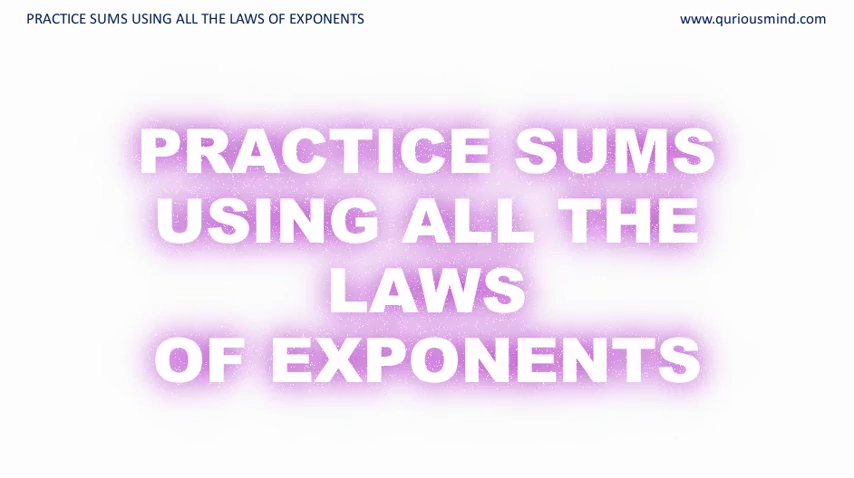 PRACTICE SUMS USING ALL THE LAWS OF EXPONENTS
www.quriousmind.com
PRACTICE SUMS
USING ALL THE
LAWS
OF EXPONENTS